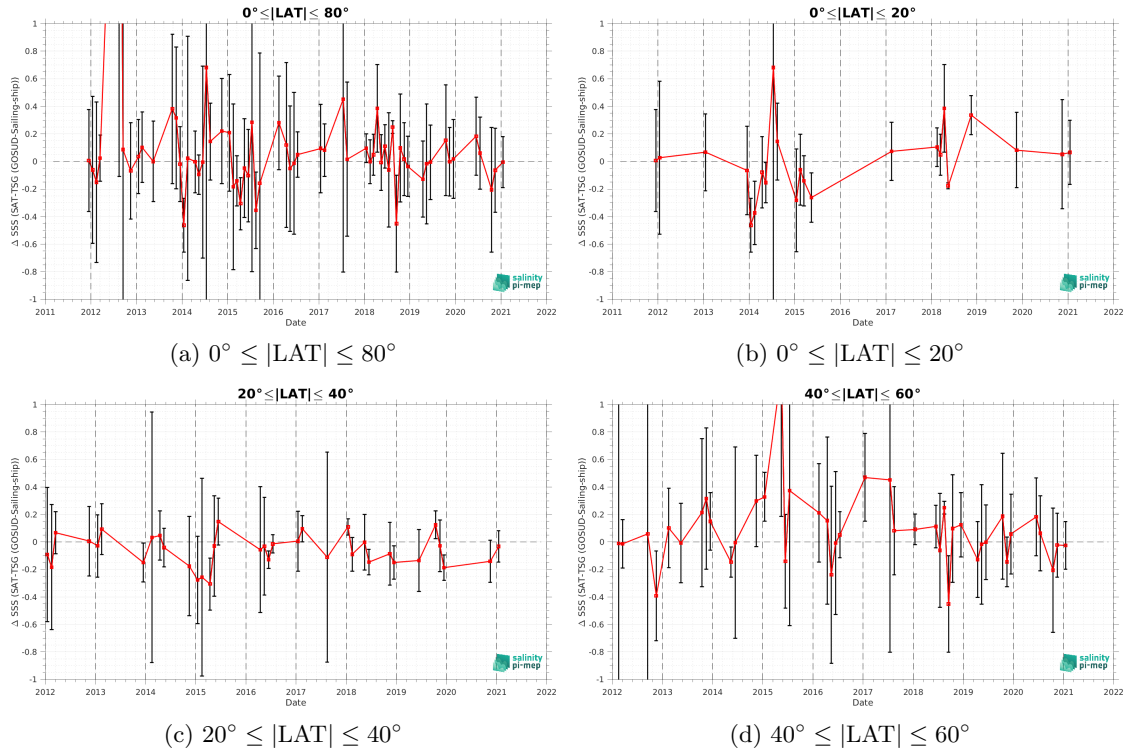 0°≤|LAT|≤ 80°
Δ SSS (SAT-TSG (GOSUD-Sailing-ship))
1
0.8
0.6
0.4
0.2
0
-0.2
-0.4
-0.6
-0.8
-1
salinity
pi-mep
2011 2012 2013 2014 2015 2016 2017 2018 2019 2020 2021 2022
Date
(a) 0° ≤ |LAT| ≤ 80°
0°≤|LAT|≤ 20°
Δ SSS (SAT-TSG (GOSUD-Sailing-ship))
1
0.8
0.6
0.4
0.2
0
-0.2
-0.4
-0.6
-0.8
-1
salinity
pi-mep
2011 2012 2013 2014 2015 2016 2017 2018 2019 2020 2021 2022
Date
(b) 0° ≤ |LAT| ≤ 20°
20°≤|LAT|≤ 40°
Δ SSS (SAT-TSG (GOSUD-Sailing-ship))
1
0.8
0.6
0.4
0.2
0
-0.2
-0.4
-0.6
-0.8
-1
salinity
pi-mep
2012 2013 2014 2015 2016 2017 2018 2019 2020 2021 2022
Date
(c) 20° ≤ |LAT| ≤ 40°
40°≤|LAT|≤ 60°
Δ SSS (SAT-TSG (GOSUD-Sailing-ship))
1
0.8
0.6
0.4
0.2
0
-0.2
-0.4
-0.6
-0.8
-1
salinity
pi-mep
2012 2013 2014 2015 2016 2017 2018 2019 2020 2021 2022
Date
(d) 40° ≤ |LAT| ≤ 60°